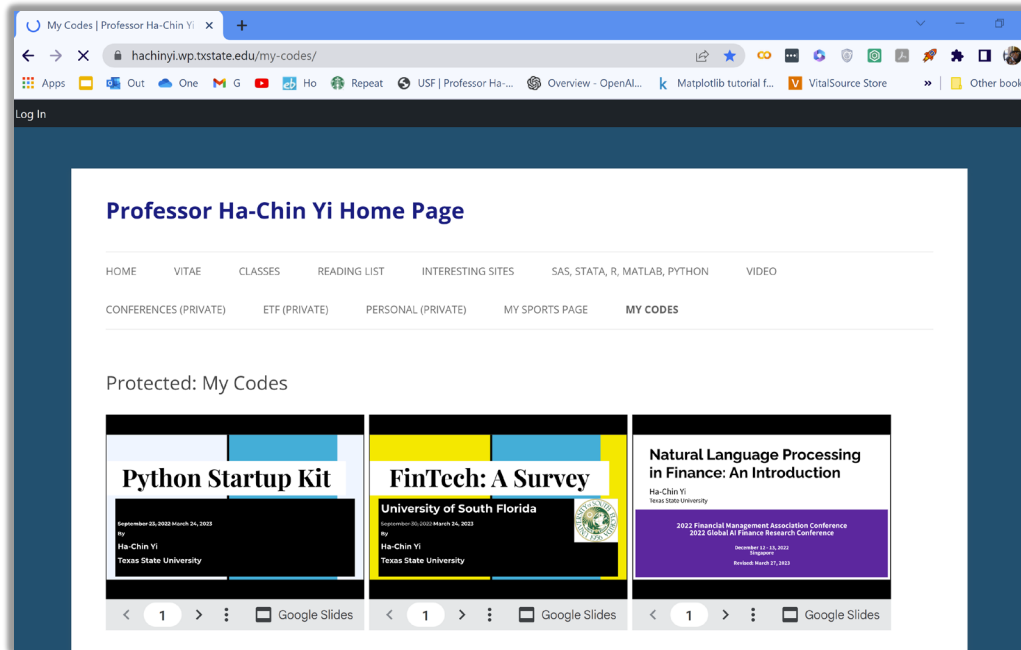 My Codes | Professor Ha-Chin Yi
hachinyi.wp.txstate.edu/my-codes/
Apps Out One G Ho Repeat USF | Professor Ha-... Overview - OpenAI... Matplotlib tutorial f... VitalSource Store » Other book
Log In
Professor Ha-Chin Yi Home Page
HOME VITAE CLASSES READING LIST INTERESTING SITES SAS, STATA, R, MATLAB, PYTHON VIDEO
CONFERENCES (PRIVATE) ETF (PRIVATE) PERSONAL (PRIVATE) MY SPORTS PAGE MY CODES
Protected: My Codes
Python Startup Kit
September 23, 2022 March 24, 2023
By
Ha-Chin Yi
Texas State University
FinTech: A Survey
University of South Florida
September 30, 2022 March 24, 2023
By
Ha-Chin Yi
Texas State University
Natural Language Processing
in Finance: An Introduction
Ha-Chin Yi
Texas State University
2022 Financial Management Association Conference
2022 Global AI Finance Research Conference
December 12 - 13, 2022
Singapore
Revised: March 27, 2023
1 Google Slides 1 Google Slides 1 Google Slides